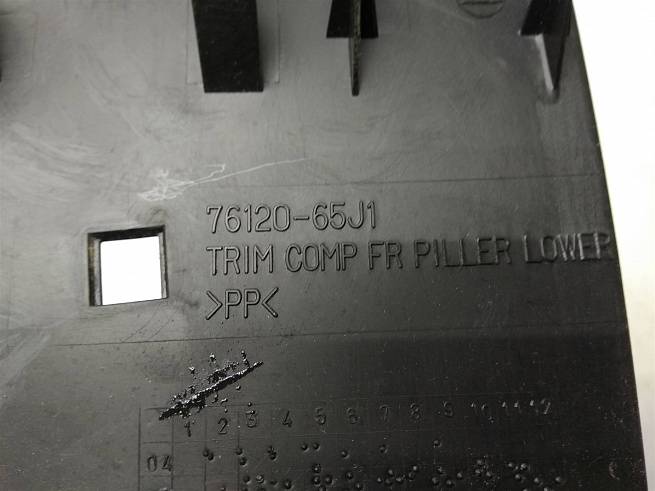 76120-65J1
TRIM COMP FR PILLER LOWER
>PP<
1 2 3 4 5 6 7 8 9 10 11 12
04